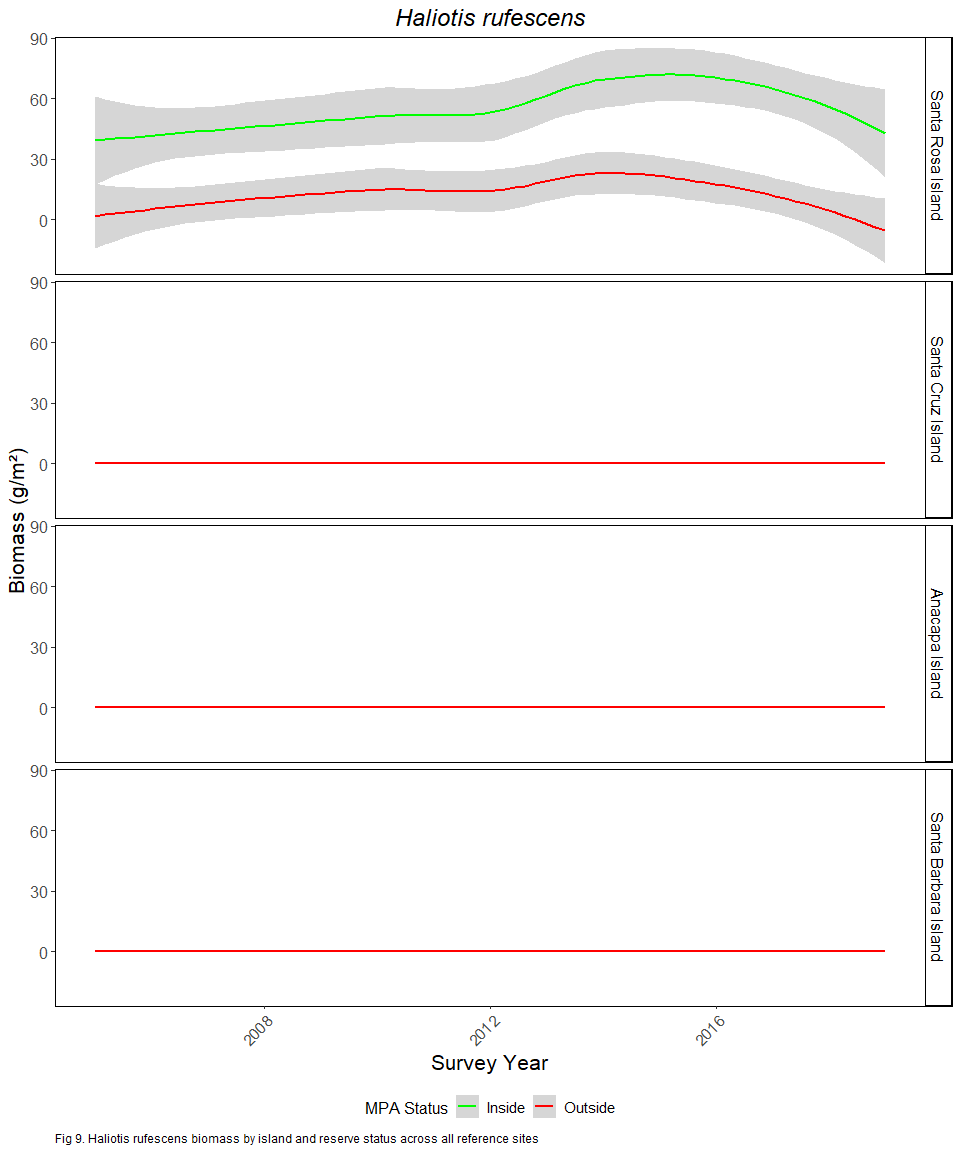 Haliotis rufescens
90
60
30
0
Santa Rosa Island
90
60
30
0
Santa Cruz Island
Biomass (g/m²)
90
60
30
0
Anacapa Island
90
60
30
0
Santa Barbara Island
2008
2012
2016
Survey Year
MPA Status Inside Outside
Fig 9. Haliotis rufescens biomass by island and reserve status across all reference sites